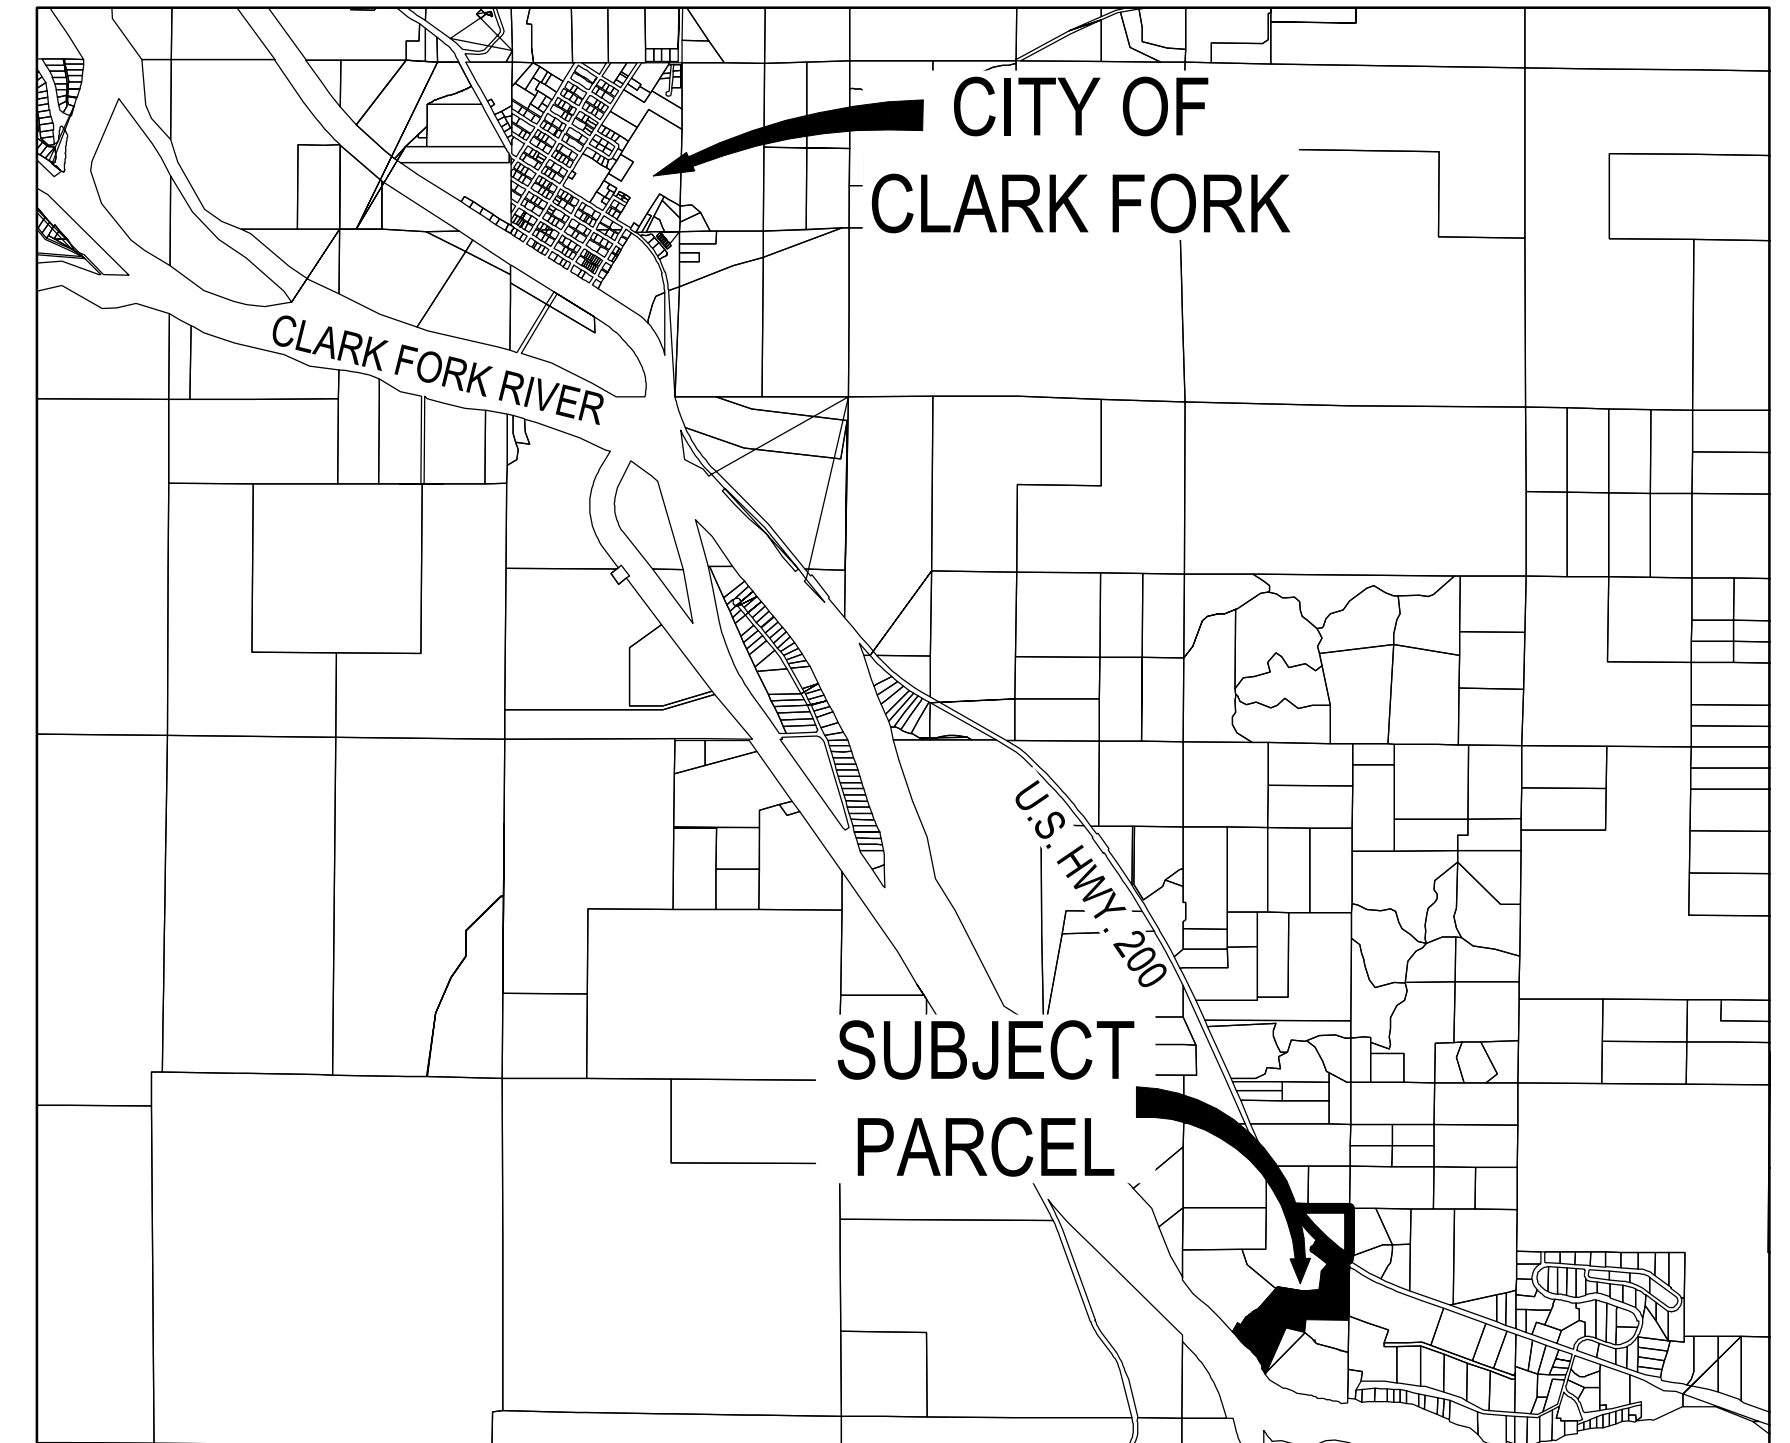 CITY OF
CLARK FORK
CLARK FORK RIVER
U.S. HWY. 200
SUBJECT
PARCEL